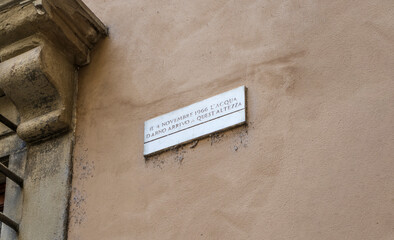 IL 4 NOVEMBRE 1966 L'ACQUA
D'ARNO ARRIVÒ A QUEST'ALTEZZA